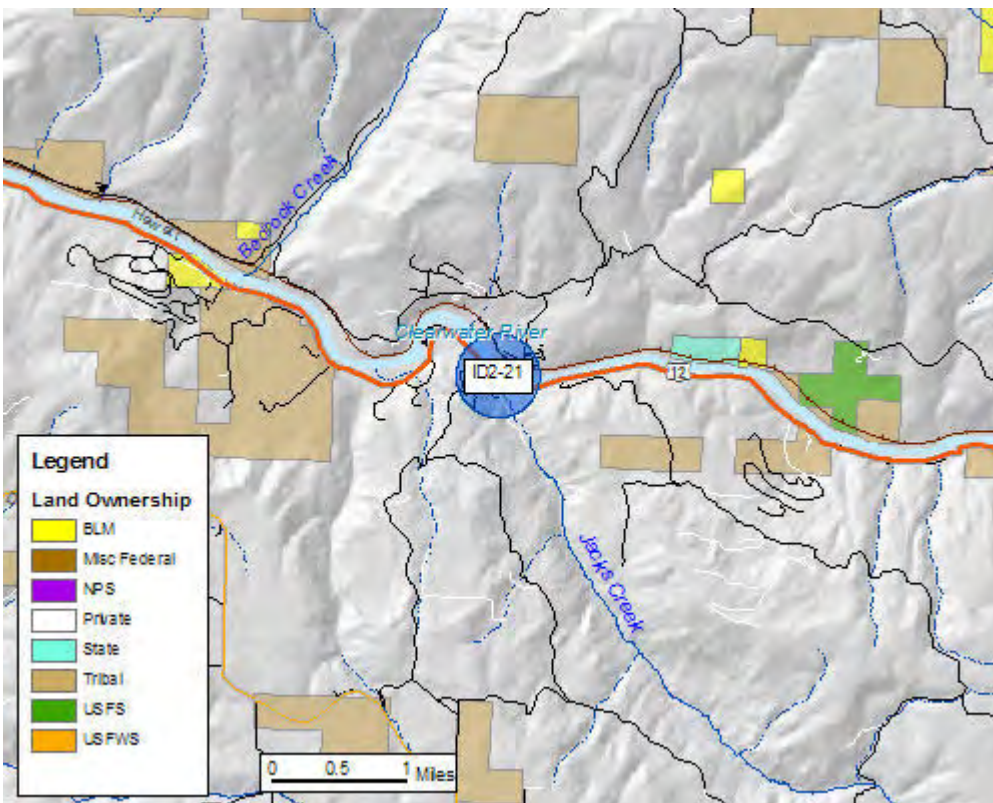 Bedrock Creek
Clearwater River
ID2-21
12
Jacks Creek
Legend
Land Ownership
BLM
Misc Federal
NPS
Private
State
Tribal
USFS
USFWS
0 0.5 1 Miles